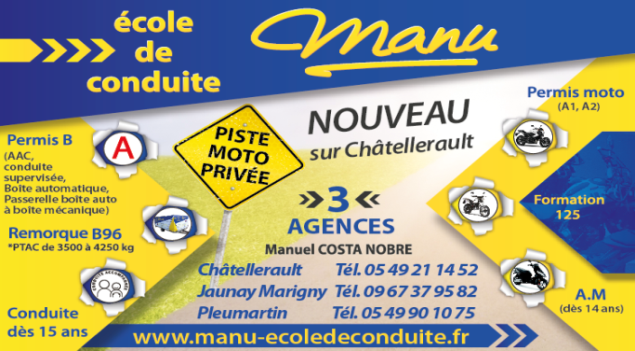 école
de
conduite
Manu
Permis moto
(A1, A2)
NOUVEAU
sur Châtellerault
PISTE
MOTO
PRIVÉE
Permis B
(AAC,
conduite
supervisée,
Boîte automatique,
Passerelle boite auto
à boîte mécanique)
A
Remorque B96
*PTAC de 3500 à 4250 kg
Conduite
dès 15 ans
Formation
125
A.M
(dès 14 ans)
3
AGENCES
Manuel COSTA NOBRE
Châtellerault Tél. 05 49 21 14 52
Jaunay Marigny Tél. 09 67 37 95 82
Pleumartin Tél. 05 49 90 10 75
www.manu-ecoledeconduite.fr